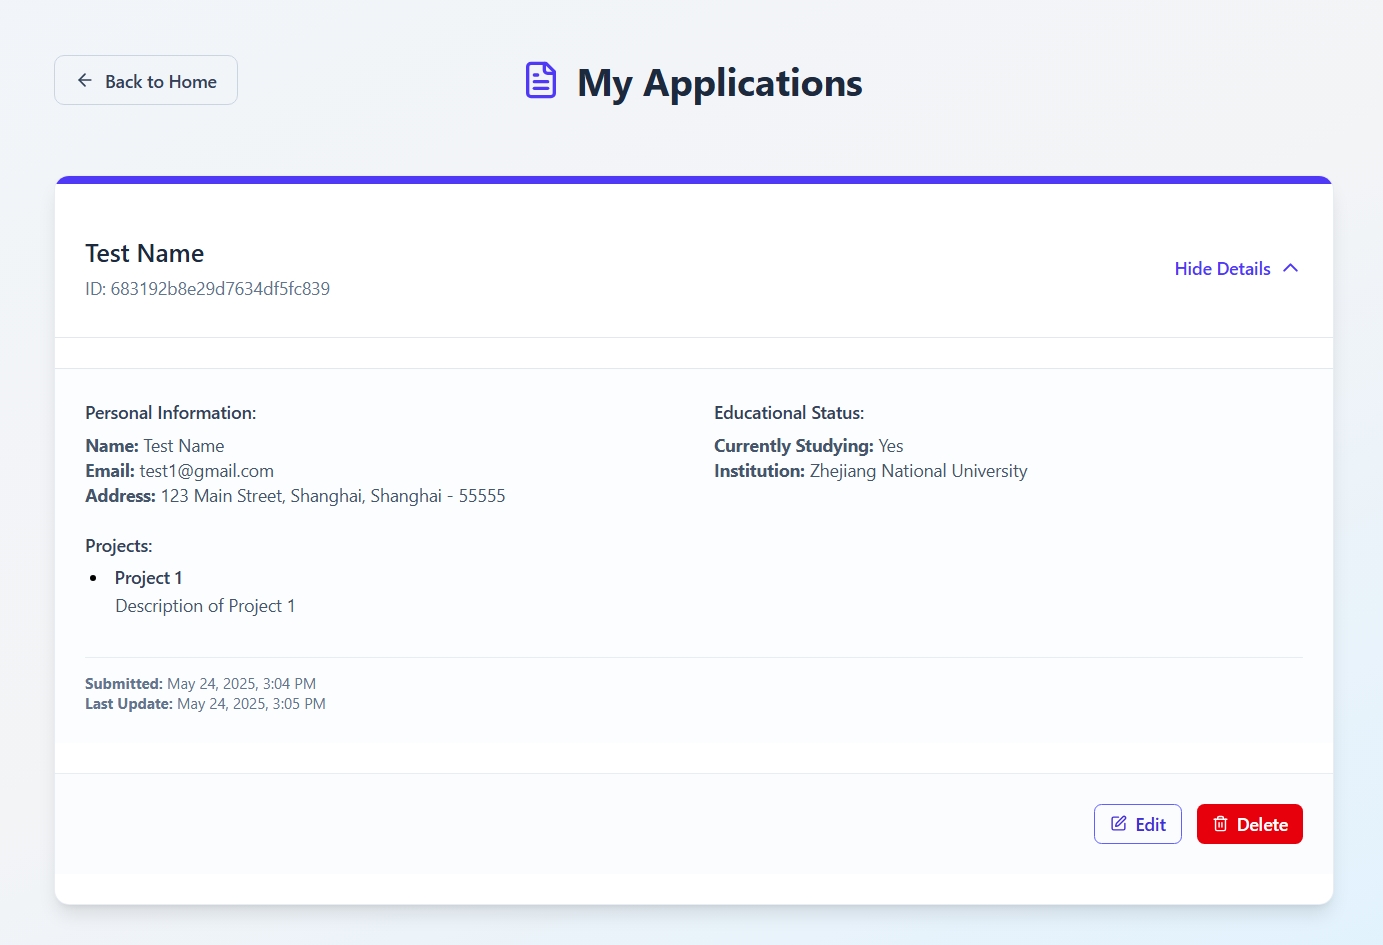 Back to Home
My Applications
Test Name
ID: 683192b8e29d7634df5fc839
Hide Details
Personal Information:
Name: Test Name
Email: test1@gmail.com
Address: 123 Main Street, Shanghai, Shanghai - 55555
Educational Status:
Currently Studying: Yes
Institution: Zhejiang National University
Projects:
Project 1
Description of Project 1
Submitted: May 24, 2025, 3:04 PM
Last Update: May 24, 2025, 3:05 PM
Edit
Delete